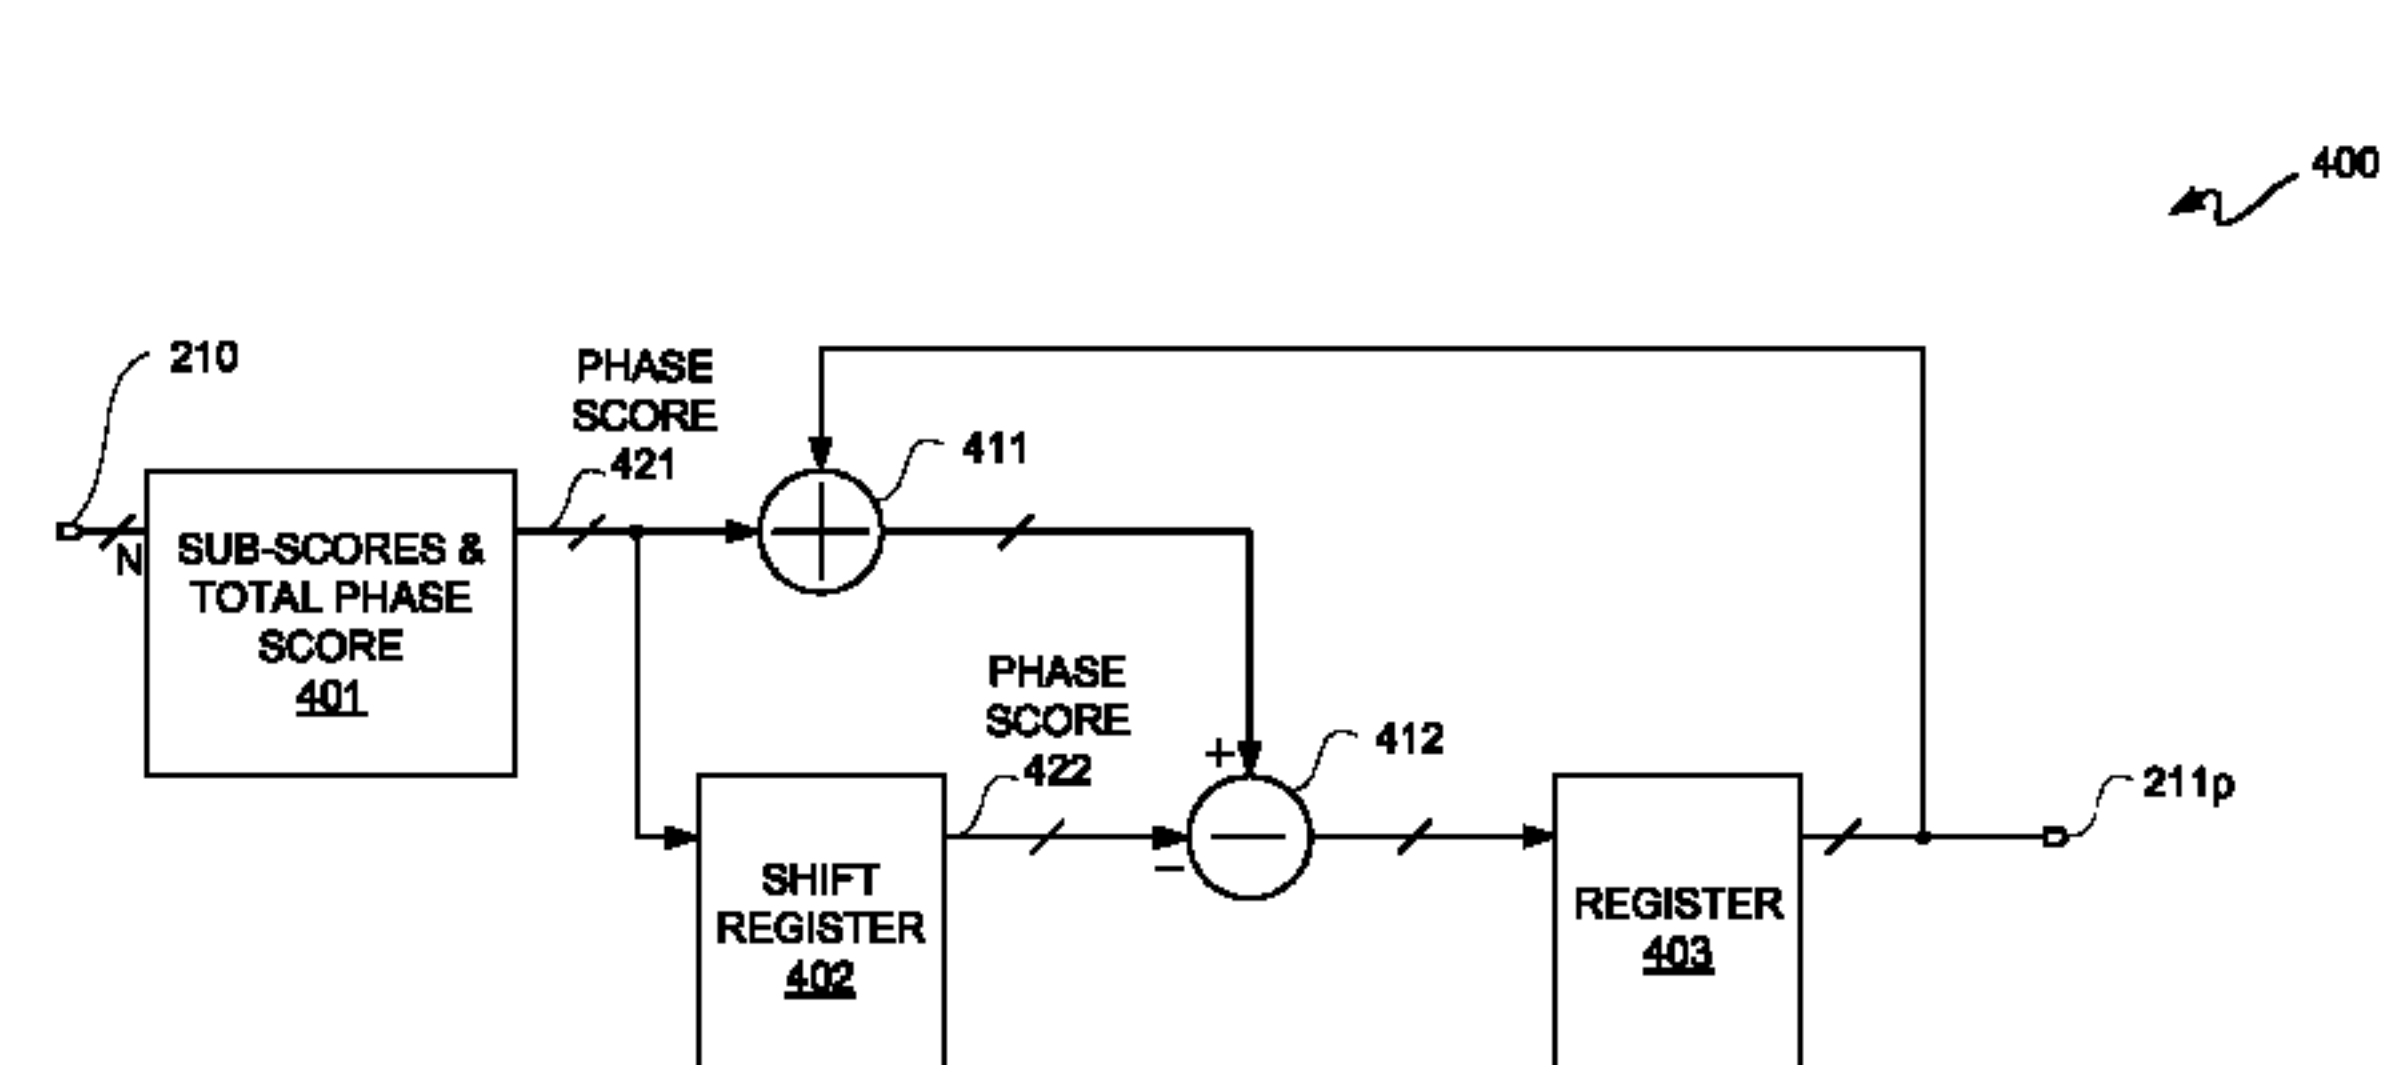 400
210
PHASE
SCORE
421
411
N
SUB-SCORES &
TOTAL PHASE
SCORE
401
PHASE
SCORE
422
+
412
−
211p
SHIFT
REGISTER
402
REGISTER
403